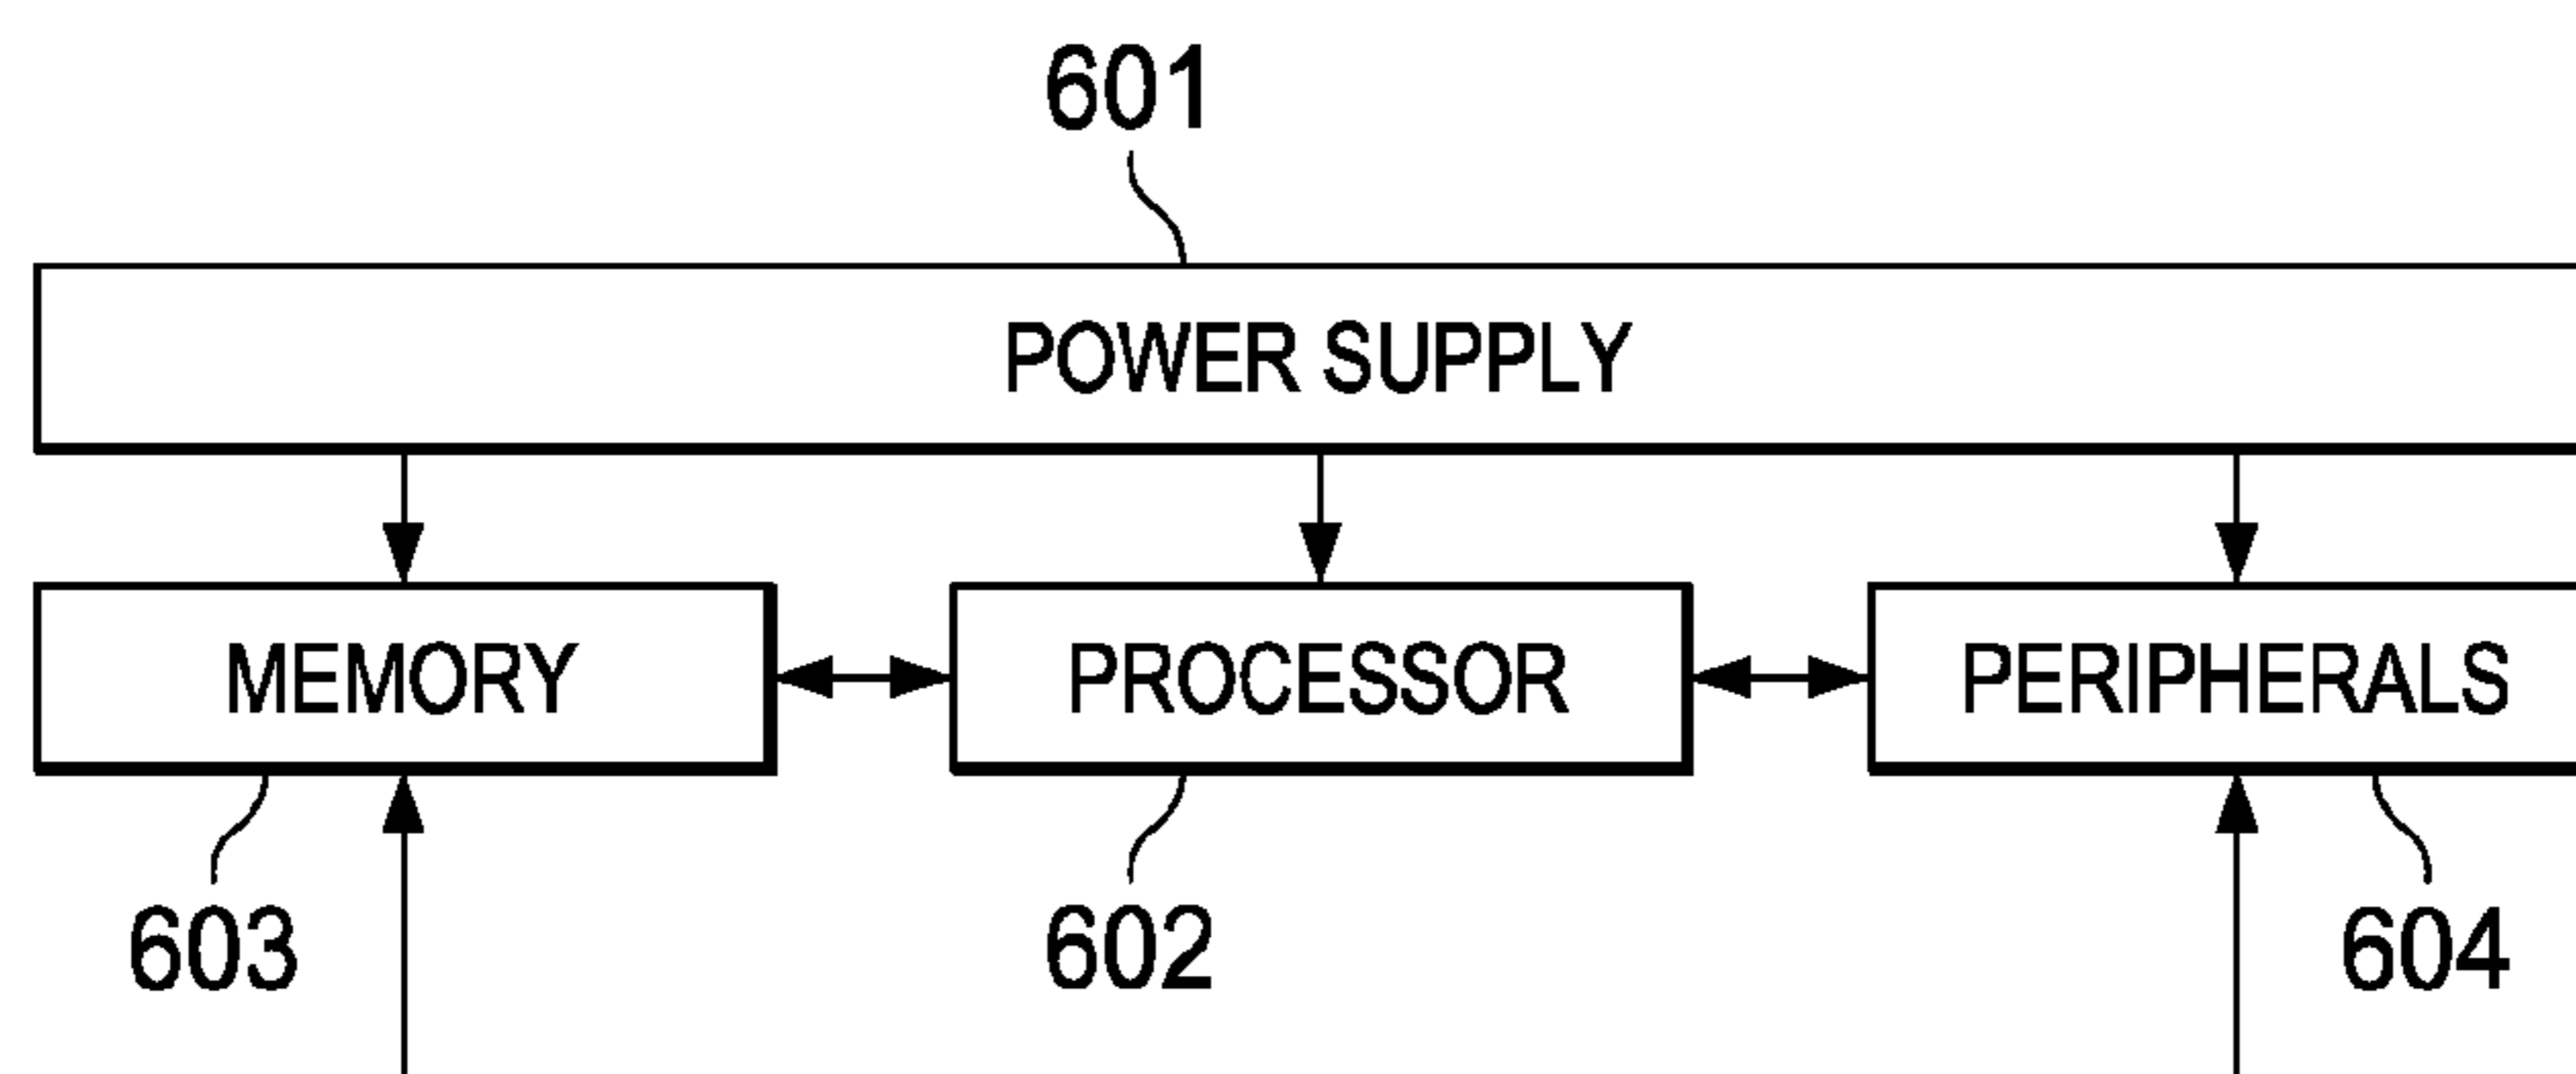 601
POWER SUPPLY
MEMORY
PROCESSOR
PERIPHERALS
603
602
604